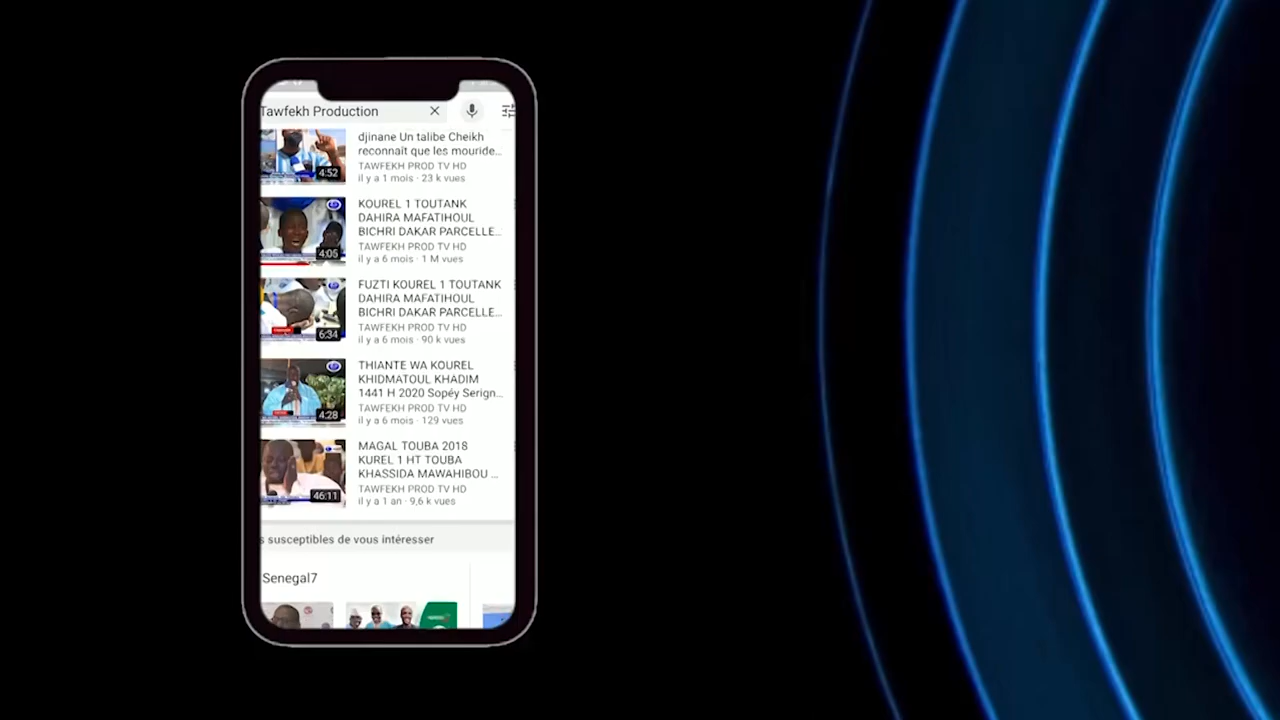 Tawfekh Production
djinane Un talibe Cheikh
reconnaît que les mouride...
TAWFEKH PROD TV HD
il y a 1 mois · 23 k vues
4:52
KOUREL 1 TOUTANK
DAHIRA MAFATIHOUL
BICHRI DAKAR PARCELLE...
TAWFEKH PROD TV HD
il y a 6 mois · 1 M vues
4:05
FUZTI KOUREL 1 TOUTANK
DAHIRA MAFATIHOUL
BICHRI DAKAR PARCELLE...
TAWFEKH PROD TV HD
il y a 6 mois · 90 k vues
6:34
THIANTE WA KOUREL
KHIDMATOUL KHADIM
1441 H 2020 Sopéy Serign...
TAWFEKH PROD TV HD
il y a 6 mois · 129 vues
4:28
MAGAL TOUBA 2018
KUREL 1 HT TOUBA
KHASSIDA MAWAHIBOU ...
TAWFEKH PROD TV HD
il y a 1 an · 9,6 k vues
46:11
s susceptibles de vous intéresser
Senegal7